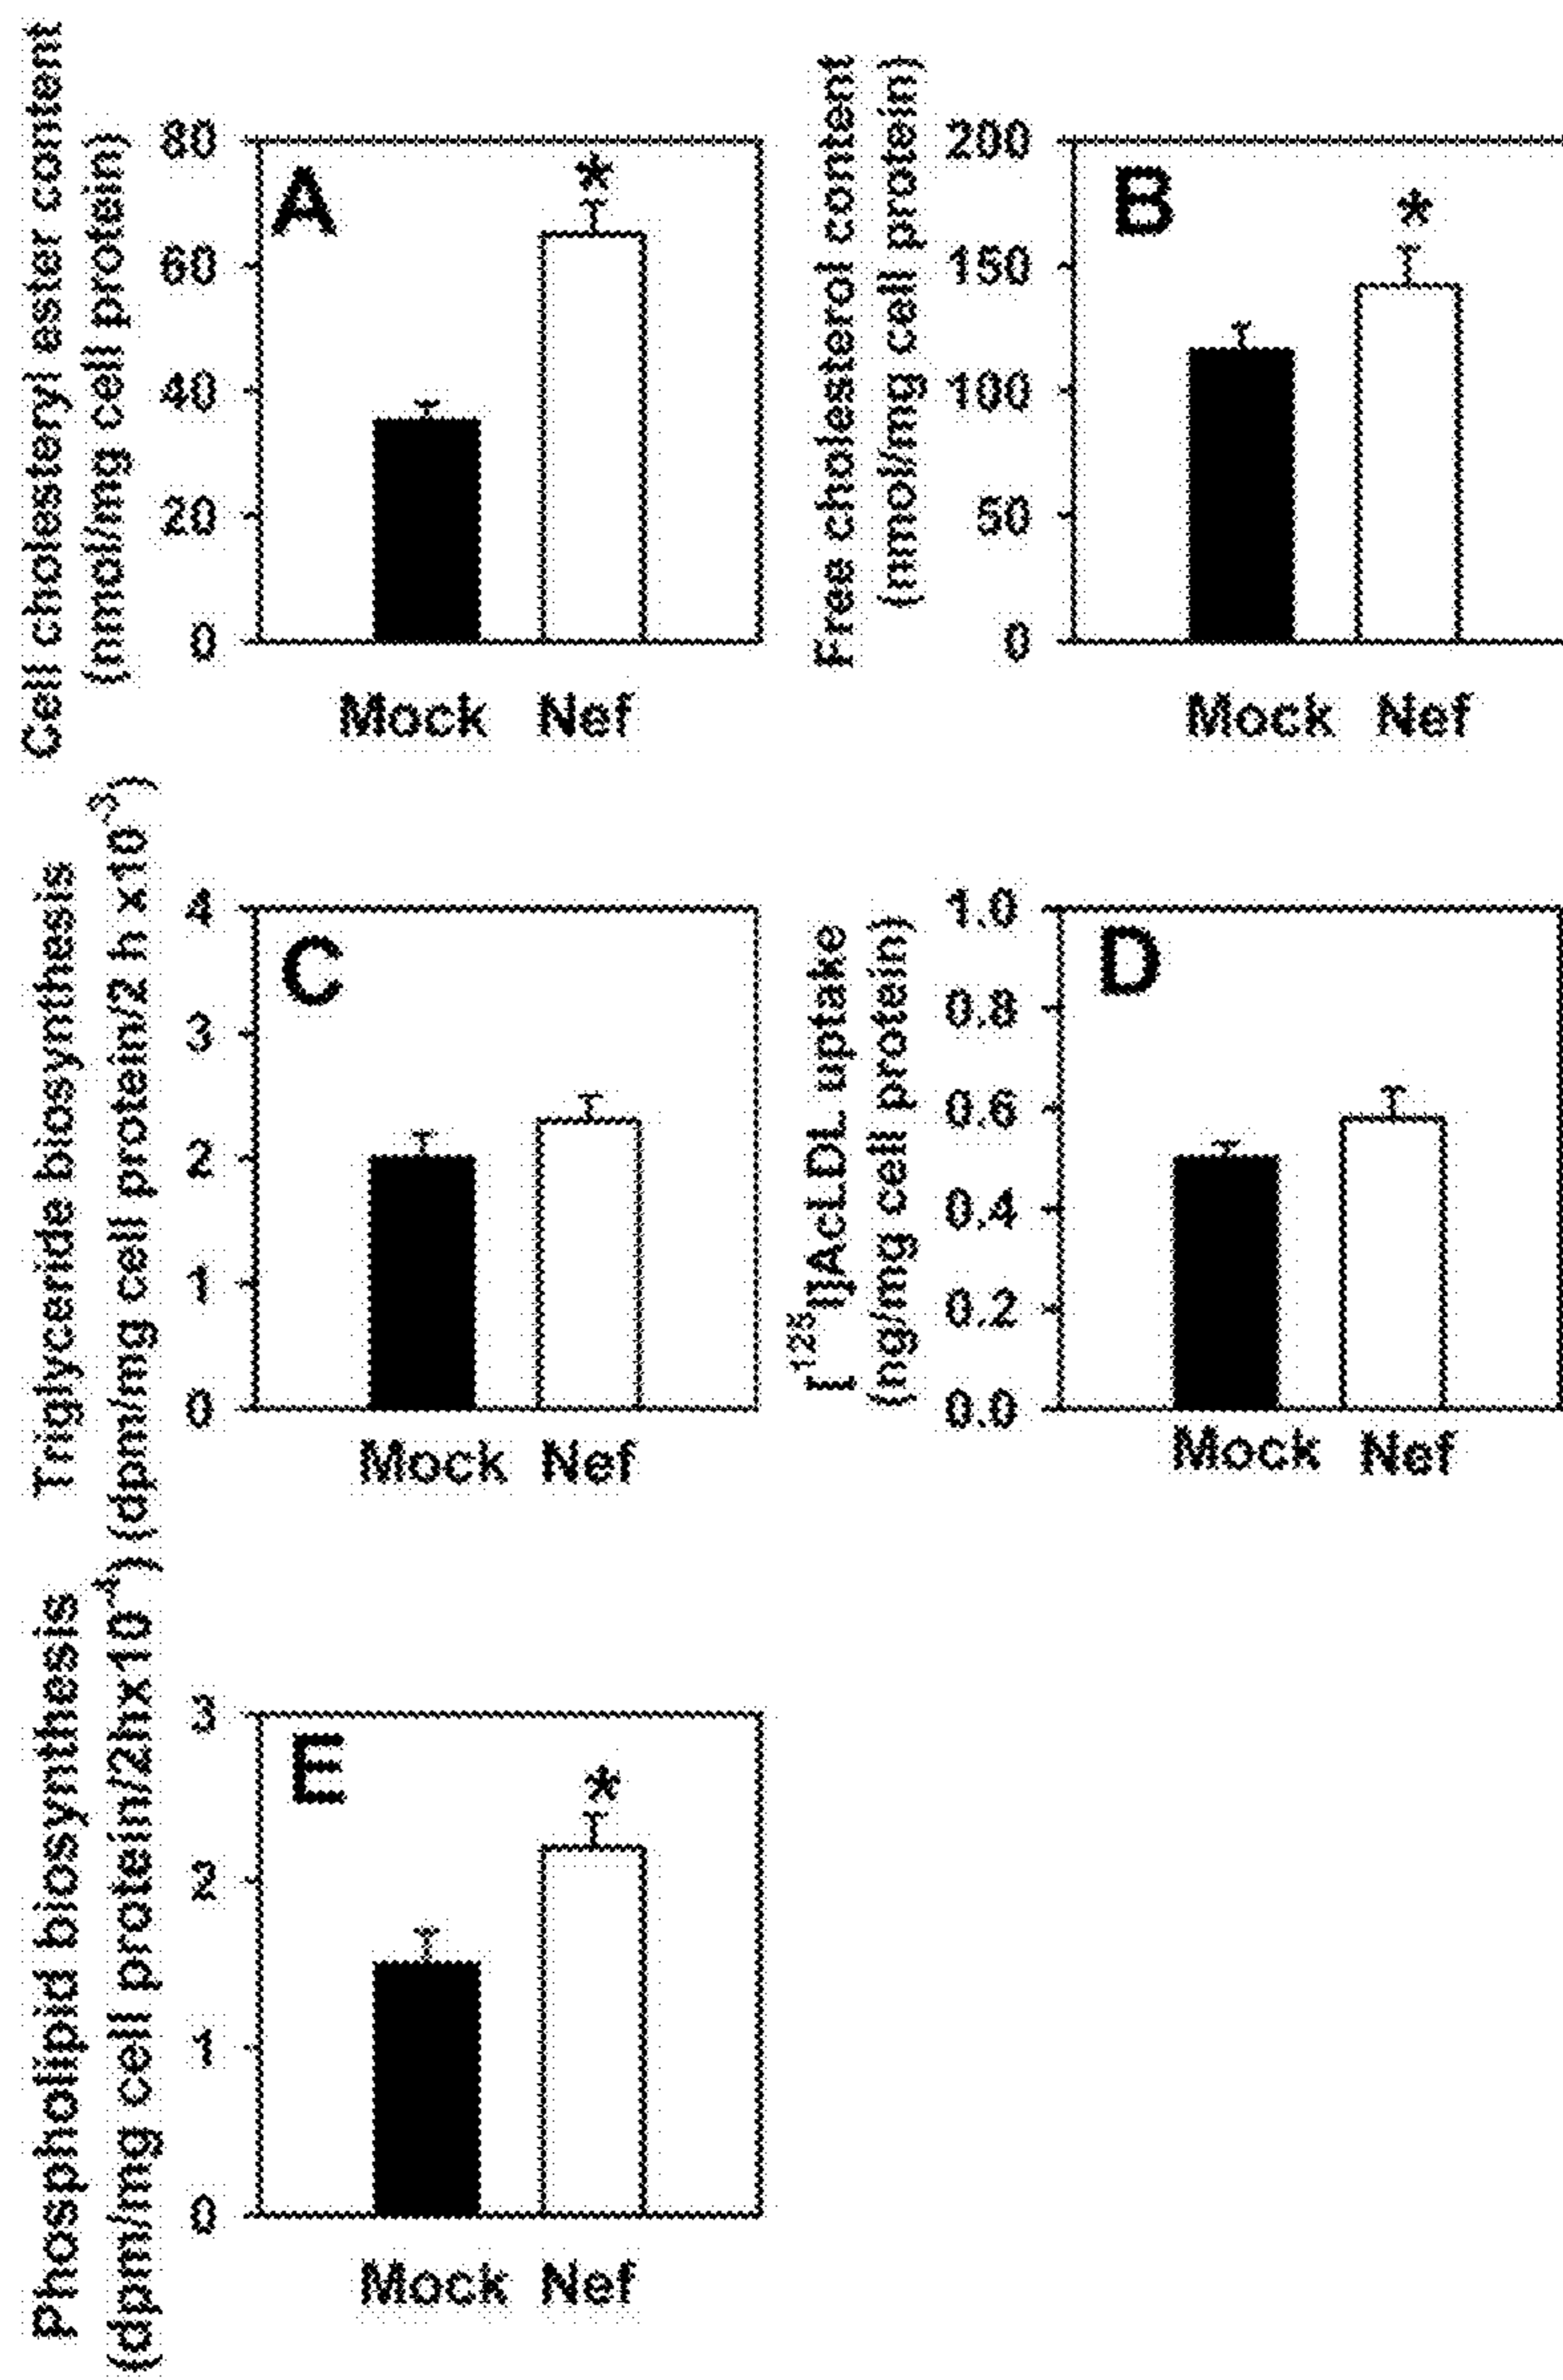 Cell cholesteryl ester content
(nmol/mg cell protein)
80
60
40
20
0
A
*
Mock Nef
Free cholesterol content
(nmol/mg cell protein)
200
150
100
50
0
B
*
Mock Nef
Triglyceride biosynthesis
(dpm/mg cell protein/2 h x10⁻³)
4
3
2
1
0
C
Mock Nef
[¹²⁵I]AcLDL uptake
(ng/mg cell protein)
1.0
0.8
0.6
0.4
0.2
0.0
D
Mock Nef
Phospholipid biosynthesis
(dpm/mg cell protein/2hx10⁻⁴)
3
2
1
0
E
*
Mock Nef